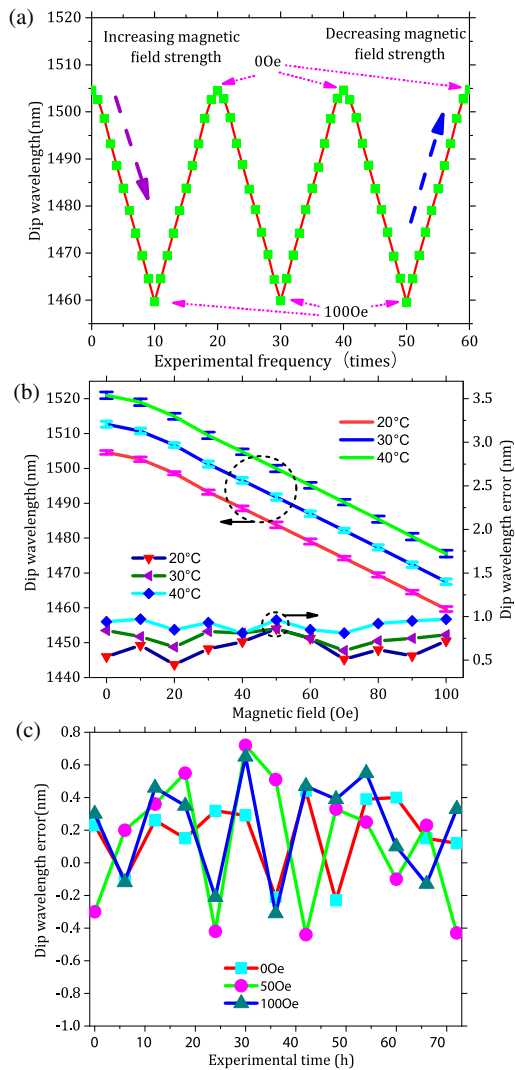 (a)
1520
1510
1500
1490
1480
1470
1460
Dip wavelength(nm)
Increasing magnetic
field strength
0Oe
Decreasing magnetic
field strength
100Oe
0 10 20 30 40 50 60
Experimental frequency (times)
(b)
1520
1510
1500
1490
1480
1470
1460
1450
1440
Dip wavelength(nm)
20°C
30°C
40°C
20°C
30°C
40°C
3.5
3.0
2.5
2.0
1.5
1.0
0.5
Dip wavelength error(nm)
0 20 40 60 80 100
Magnetic field (Oe)
(c)
0.8
0.6
0.4
0.2
0.0
-0.2
-0.4
-0.6
-0.8
-1.0
Dip wavelength error(nm)
0Oe
50Oe
100Oe
0 10 20 30 40 50 60 70
Experimental time (h)